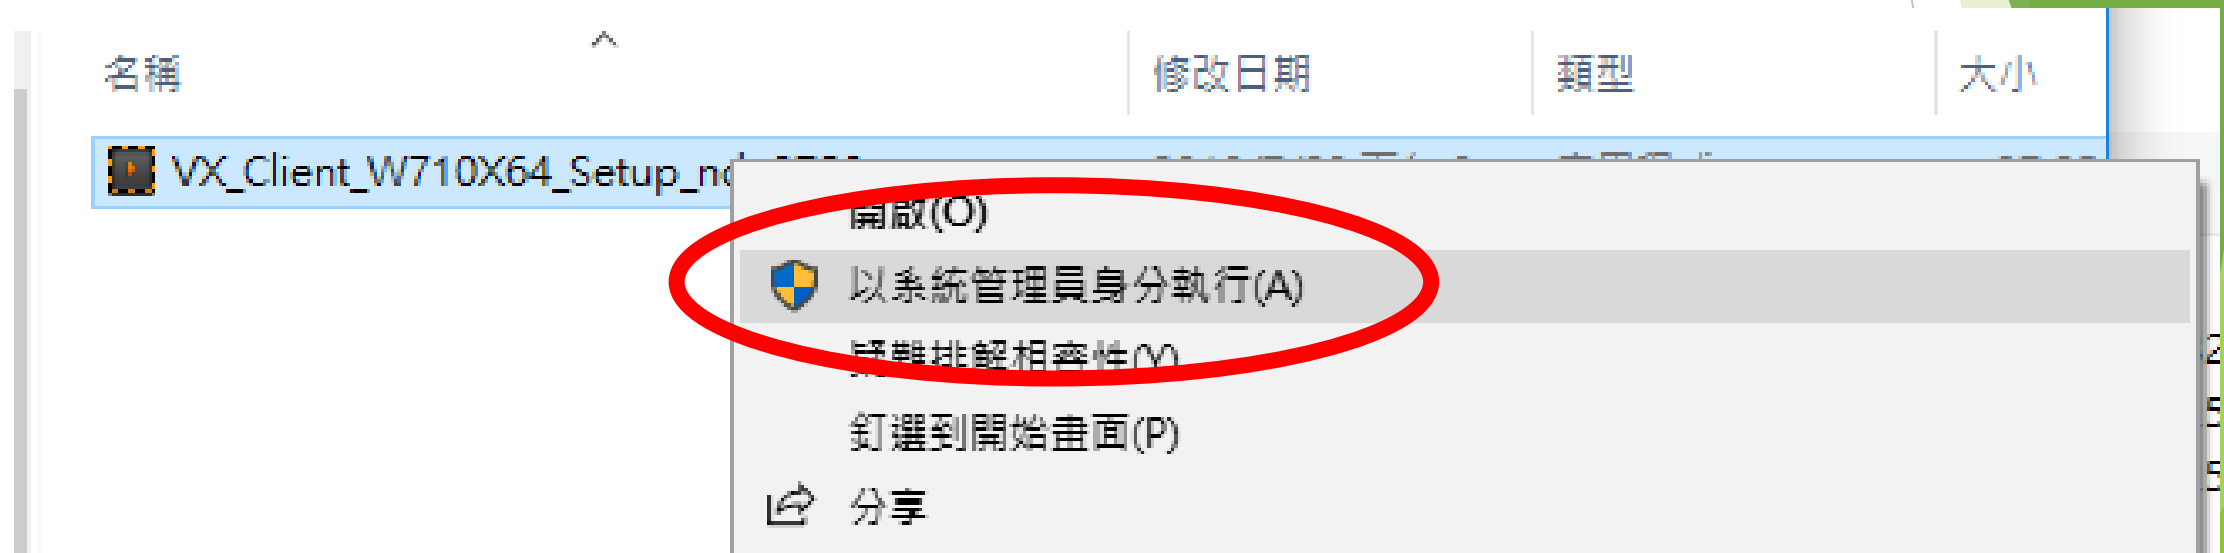 名稱 修改日期 類型 大小
VX_Client_W710X64_Setup_
開啟(O)
以系統管理員身分執行(A)
疑難排解相容性(Y)
釘選到開始畫面(P)
分享